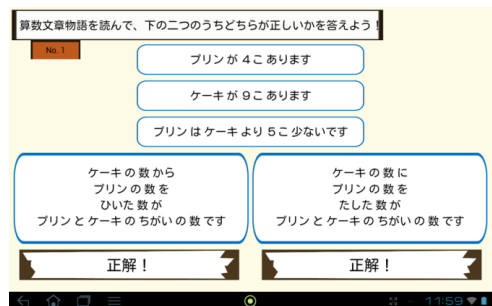 算数文章物語を読んで、下の二つのうちどちらが正しいかを答えよう！
No. 1
プリン が 4こ あります
ケーキ が 9こ あります
プリン は ケーキ より 5こ 少ないです
ケーキ の 数 から
プリン の 数 を
ひいた 数 が
プリン と ケーキ の ちがい の 数 です
ケーキ の 数 に
プリン の 数 を
たした 数 が
プリン と ケーキ の ちがい の 数 です
正解！
正解！
11:59